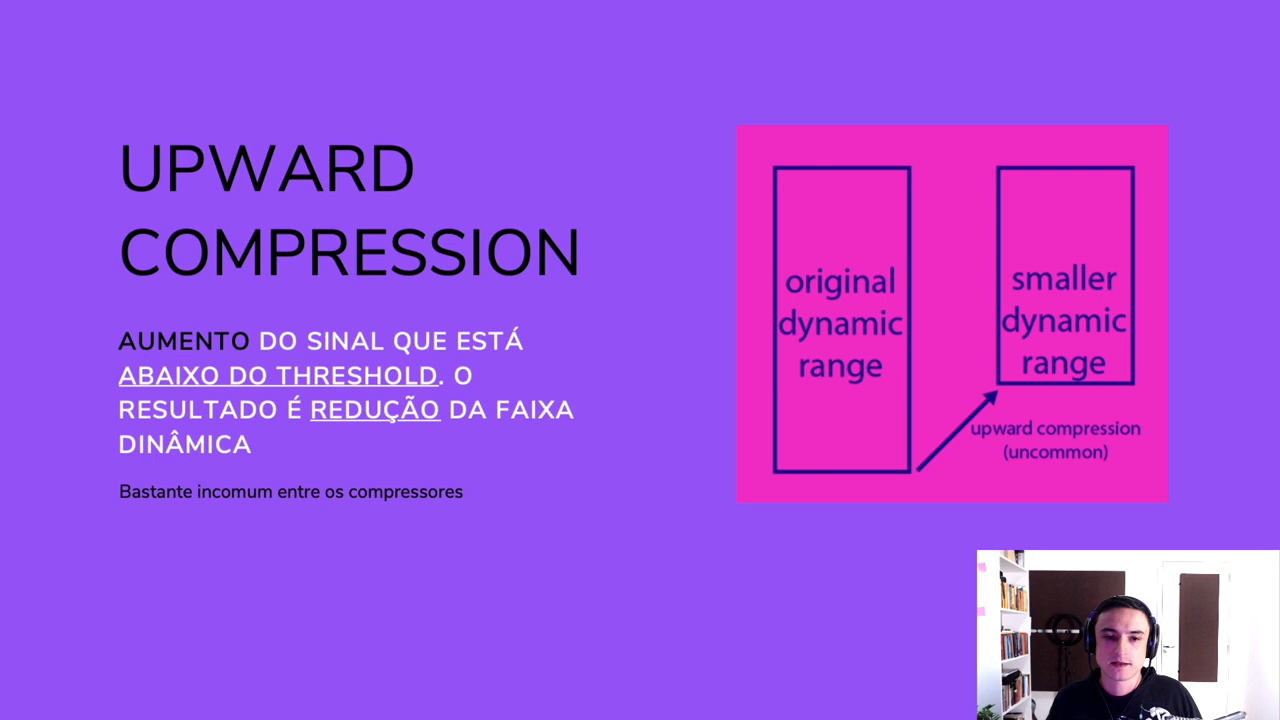 UPWARD
COMPRESSION
AUMENTO DO SINAL QUE ESTÁ
ABAIXO DO THRESHOLD. O
RESULTADO É REDUÇÃO DA FAIXA
DINÂMICA
Bastante incomum entre os compressores
original
dynamic
range
smaller
dynamic
range
upward compression
(uncommon)